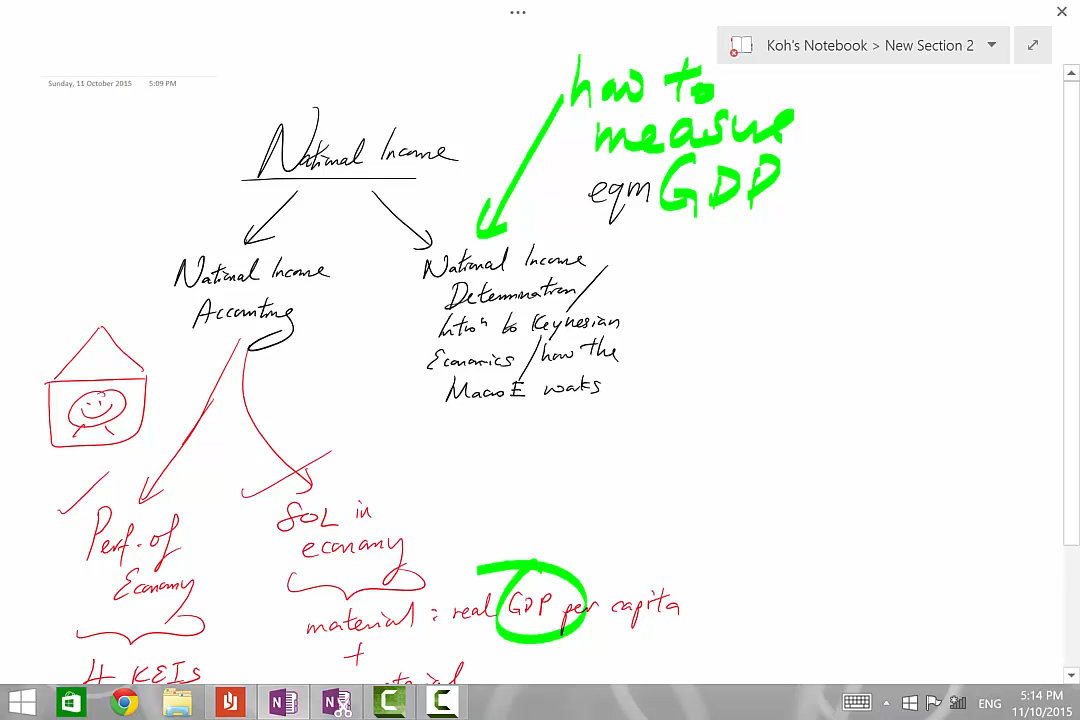 Koh's Notebook > New Section 2
Sunday, 11 October 2015 5:09 PM
how to
measure
eqm GDP
National Income
National Income
Accounting
National Income
Determination /
Introⁿ to Keynesian
Economics / how the
Macro E works
Perf. of
Economy
4 KEIs
SOL in
economy
material : real GDP per capita
+
ENG
5:14 PM
11/10/2015